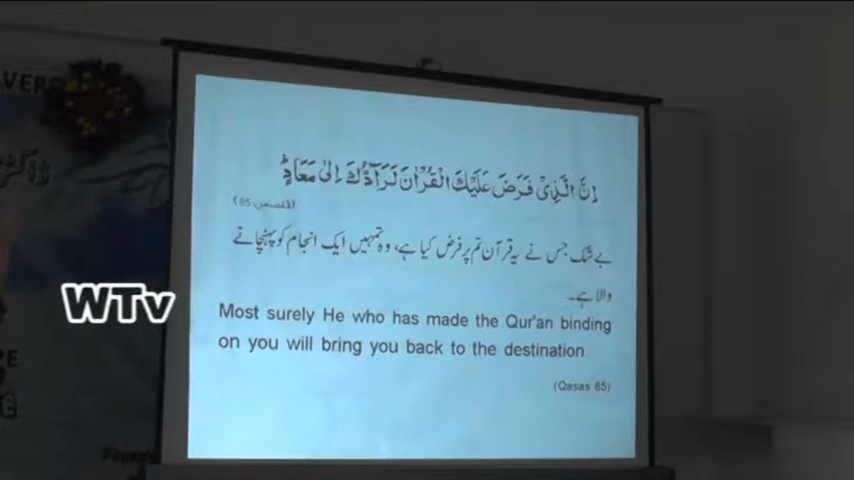 VERS
اِنَّ الَّذِیْ فَرَضَ عَلَیْكَ الْقُرْاٰنَ لَرَآدُّكَ اِلٰی مَعَادٍؕ
(القصص:85)
بے شک جس نے یہ قرآن تم پر فرض کیا ہے، وہ تمہیں ایک انجام کو پہنچانے
والا ہے۔
WTv
Most surely He who has made the Qur'an binding
on you will bring you back to the destination
(Qasas 85)